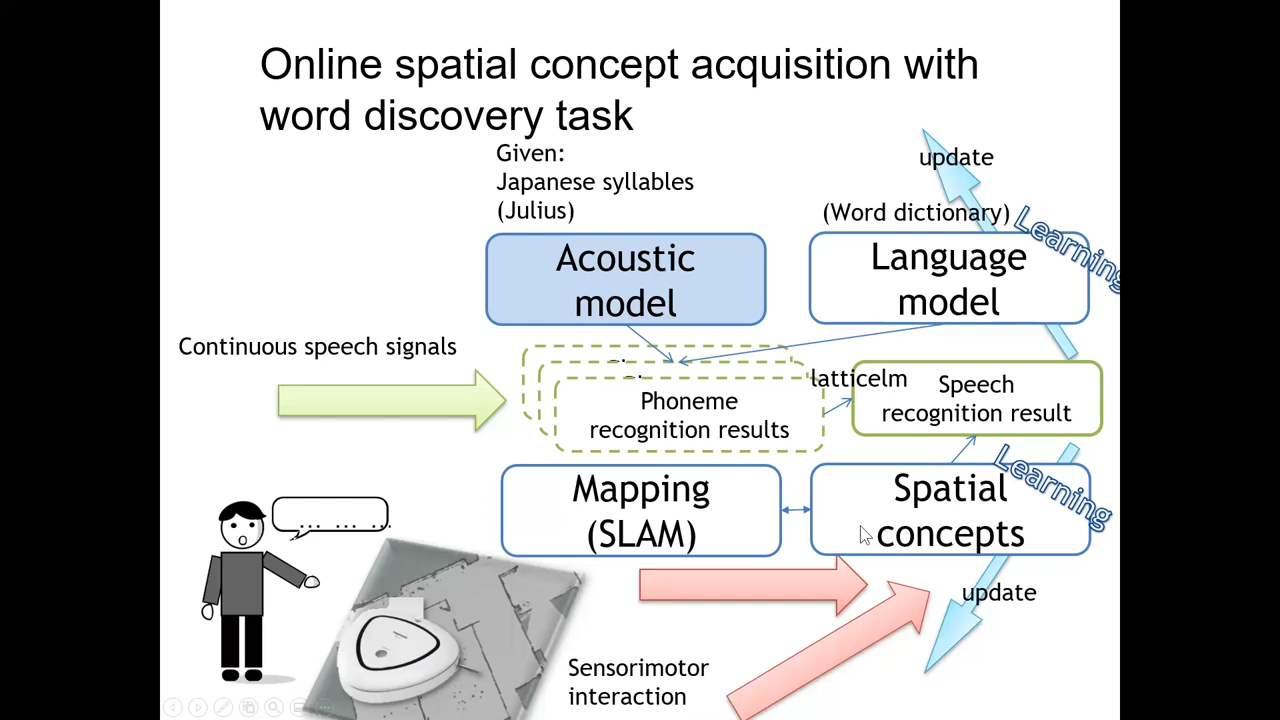 Online spatial concept acquisition with
word discovery task
Given:
Japanese syllables
(Julius)
update
(Word dictionary)
Learning
Acoustic
model
Language
model
Continuous speech signals
latticelm
Phoneme
recognition results
Speech
recognition result
Learning
Mapping
(SLAM)
Spatial
concepts
... ... ...
update
Sensorimotor
interaction